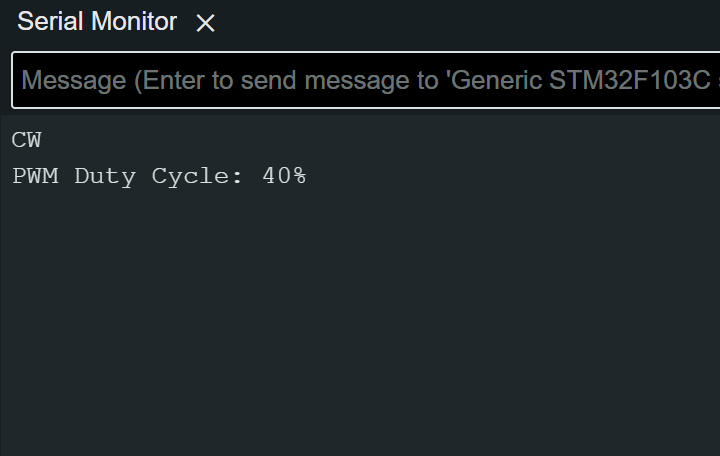 Serial Monitor
Message (Enter to send message to 'Generic STM32F103C
CW
PWM Duty Cycle: 40%